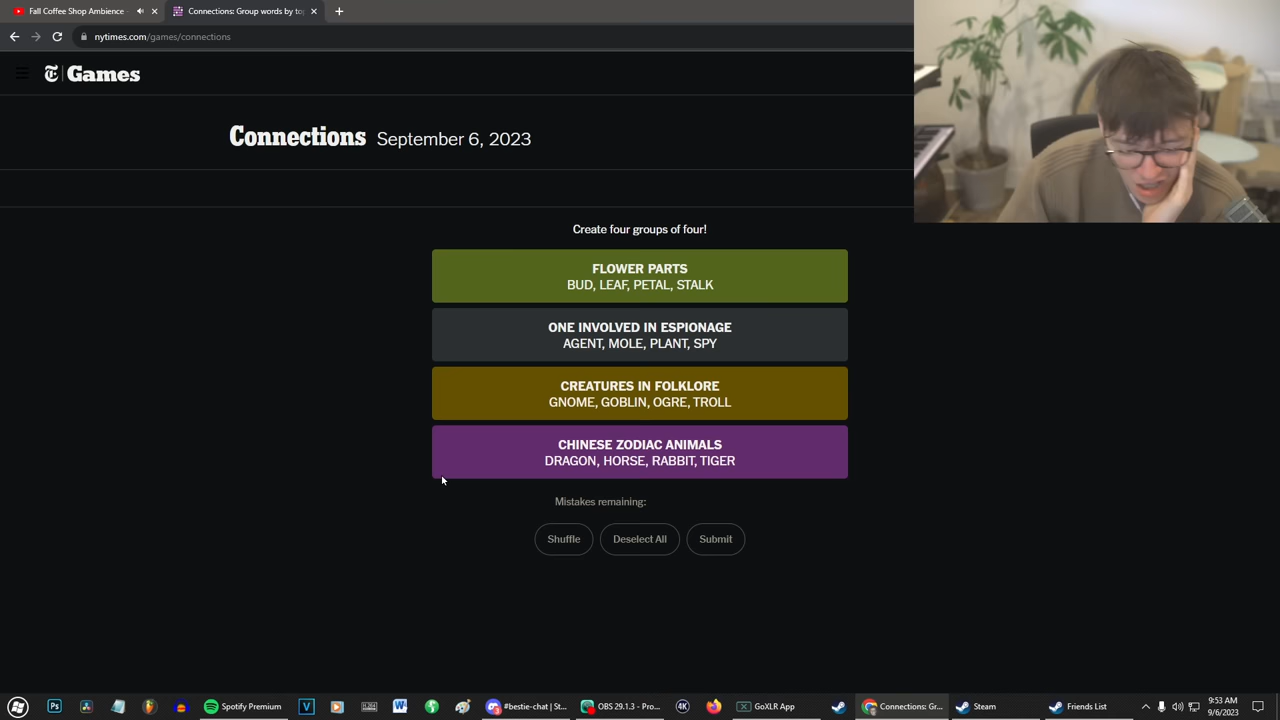 Fall Coffee Shop Ambience -
Connections: Group words by to
nytimes.com/games/connections
Games
Connections September 6, 2023
Create four groups of four!
FLOWER PARTS
BUD, LEAF, PETAL, STALK
ONE INVOLVED IN ESPIONAGE
AGENT, MOLE, PLANT, SPY
CREATURES IN FOLKLORE
GNOME, GOBLIN, OGRE, TROLL
CHINESE ZODIAC ANIMALS
DRAGON, HORSE, RABBIT, TIGER
Mistakes remaining:
Shuffle Deselect All Submit
Ps Spotify Premium V H.264 W #bestie-chat | St... OBS 29.1.3 - Pro... 4K GoXLR App Connections: Gr... Steam Friends List 9:53 AM
9/6/2023